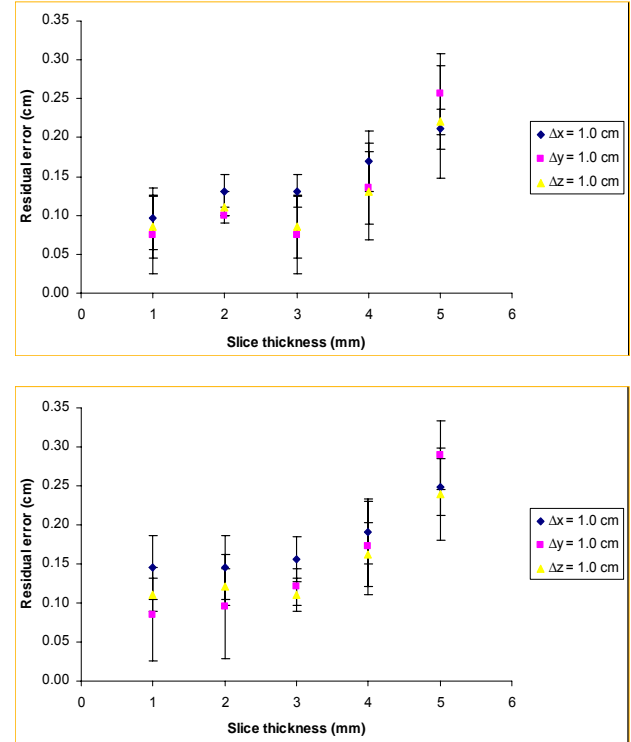 0.35
0.30
0.25
0.20
0.15
0.10
0.05
0.00
Residual error (cm)
0 1 2 3 4 5 6
Slice thickness (mm)
Δx = 1.0 cm
Δy = 1.0 cm
Δz = 1.0 cm
0.35
0.30
0.25
0.20
0.15
0.10
0.05
0.00
Residual error (cm)
0 1 2 3 4 5 6
Slice thickness (mm)
Δx = 1.0 cm
Δy = 1.0 cm
Δz = 1.0 cm